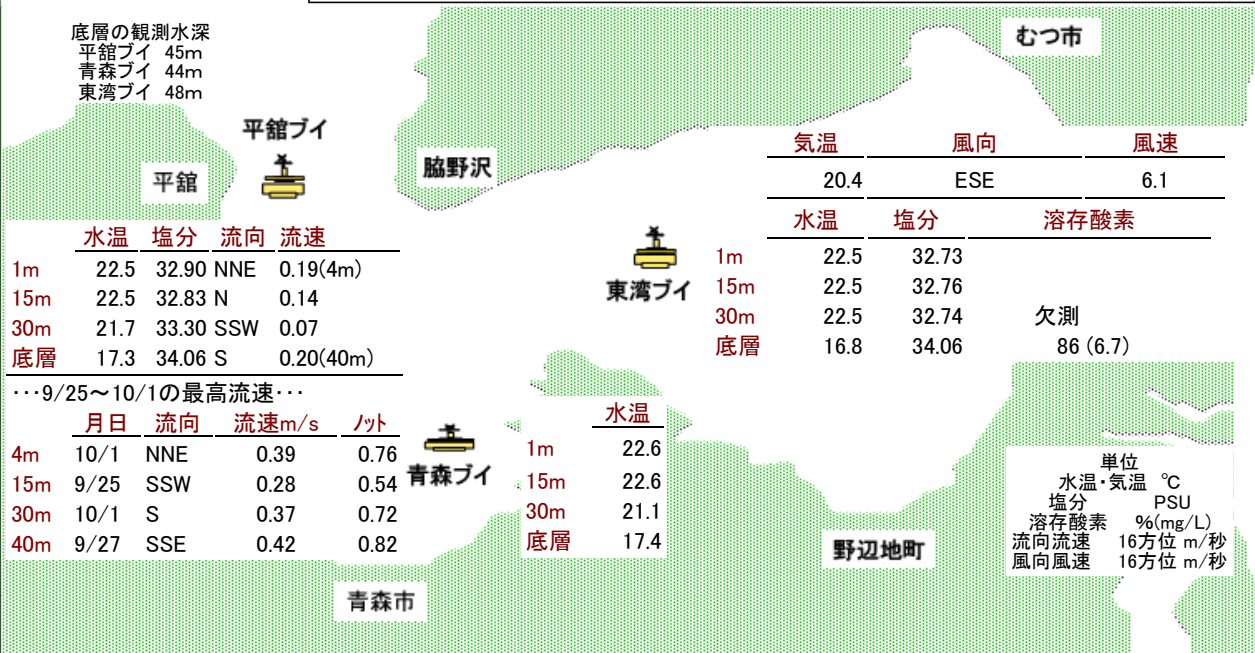 底層の観測水深
平舘ブイ 45m
青森ブイ 44m
東湾ブイ 48m
むつ市
平舘ブイ
脇野沢
平舘
気温 風向 風速
20.4 ESE 6.1
水温 塩分 溶存酸素
1m 22.5 32.73
15m 22.5 32.76
30m 22.5 32.74 欠測
底層 16.8 34.06 86 (6.7)
東湾ブイ
水温 塩分 流向 流速
1m 22.5 32.90 NNE 0.19(4m)
15m 22.5 32.83 N 0.14
30m 21.7 33.30 SSW 0.07
底層 17.3 34.06 S 0.20(40m)
…9/25～10/1の最高流速…
月日 流向 流速m/s ノット
4m 10/1 NNE 0.39 0.76
15m 9/25 SSW 0.28 0.54
30m 10/1 S 0.37 0.72
40m 9/27 SSE 0.42 0.82
青森ブイ
水温
1m 22.6
15m 22.6
30m 21.1
底層 17.4
単位
水温・気温 ℃
塩分 PSU
溶存酸素 %(mg/L)
流向流速 16方位 m/秒
風向風速 16方位 m/秒
野辺地町
青森市